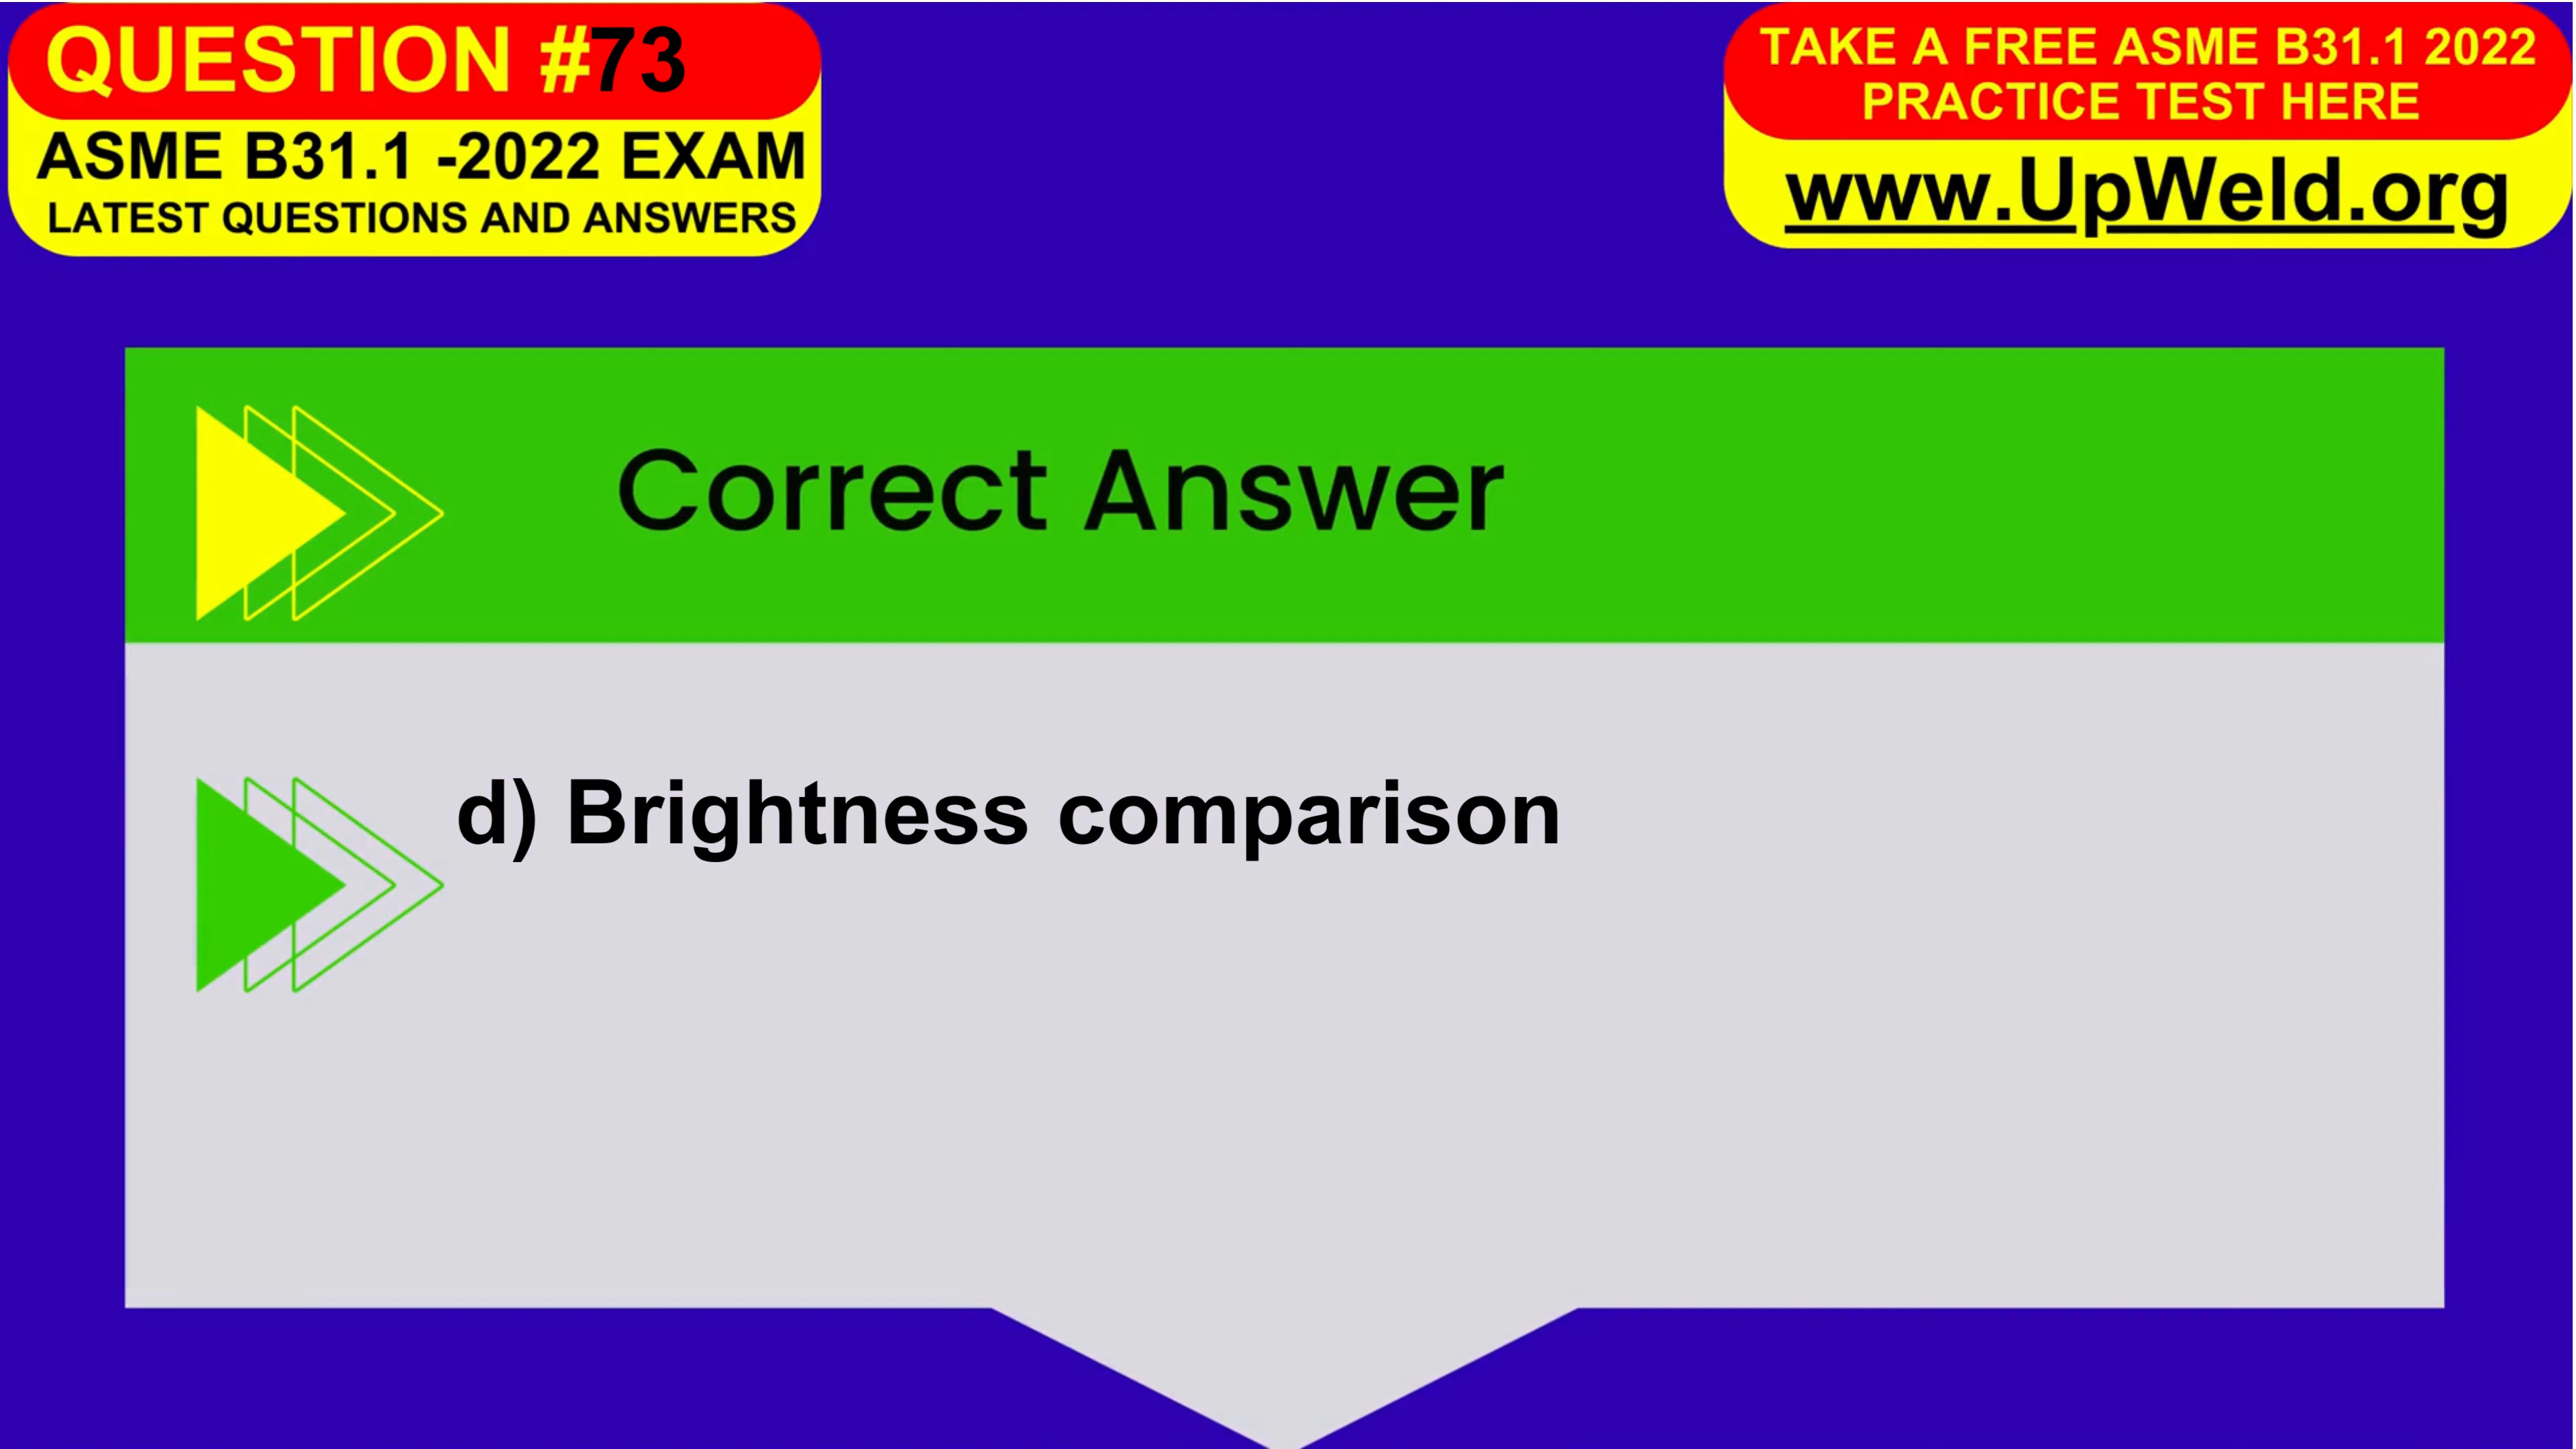 QUESTION #73
ASME B31.1 -2022 EXAM
LATEST QUESTIONS AND ANSWERS
TAKE A FREE ASME B31.1 2022
PRACTICE TEST HERE
www.UpWeld.org
Correct Answer
d) Brightness comparison